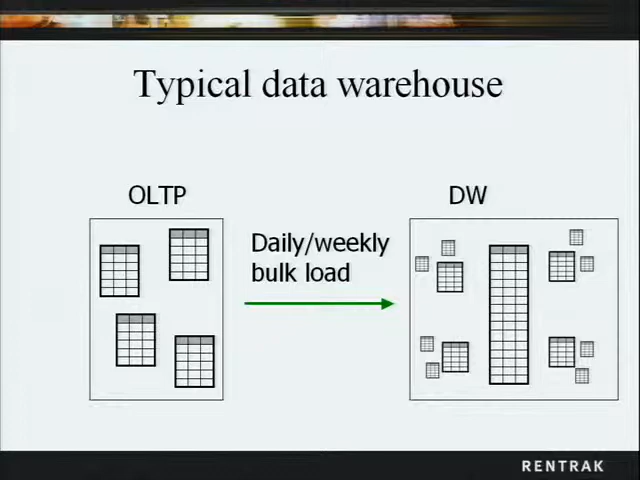 Typical data warehouse
OLTP
DW
Daily/weekly
bulk load
RENTRAK